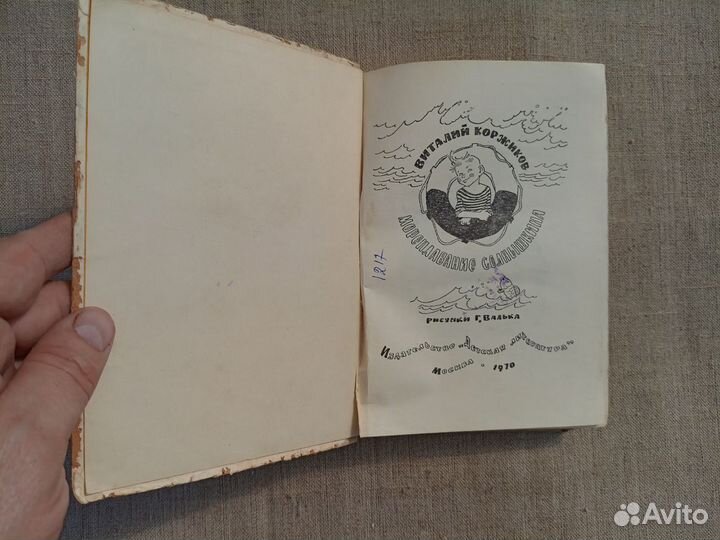 Виталий Коржиков
Мореплавание Солнышкина
1217
рисунки Г. Валька
Издательство „Детская литература"
Москва · 1970
Avito